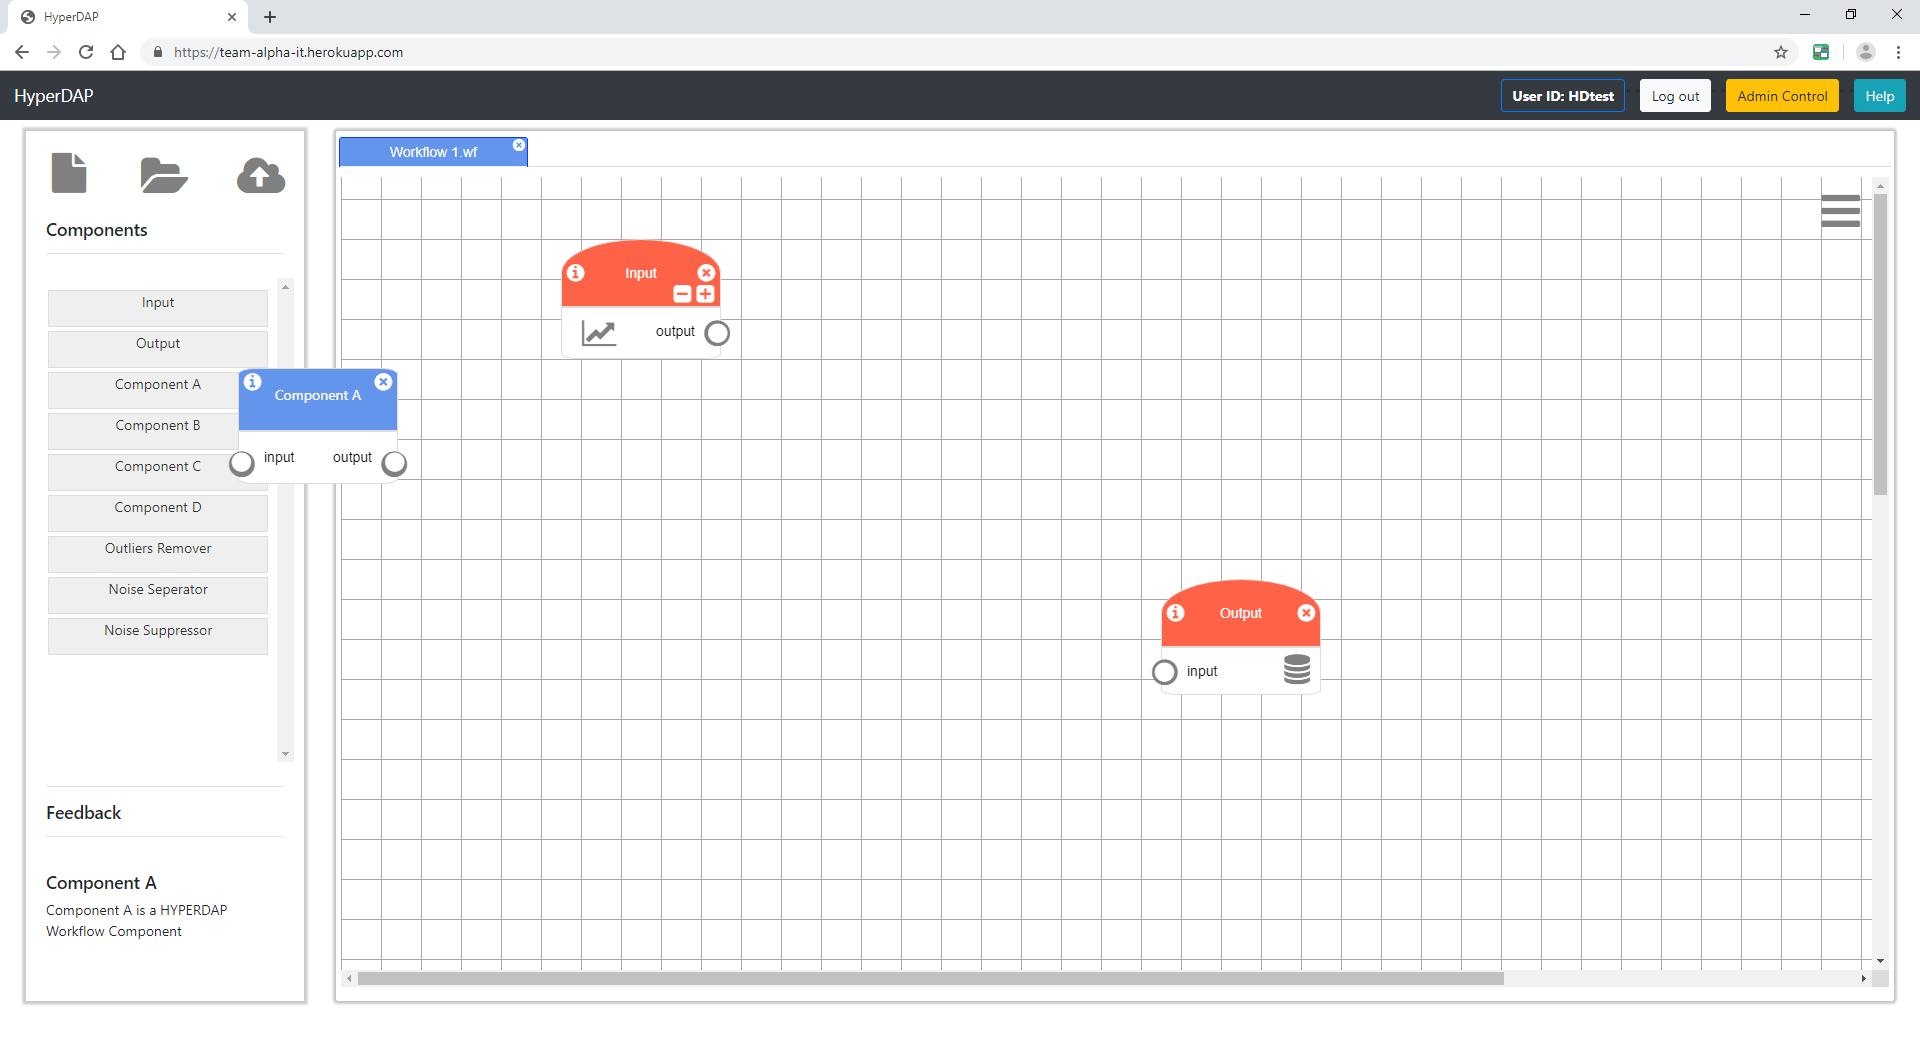 HyperDAP
https://team-alpha-it.herokuapp.com
HyperDAP
User ID: HDtest
Log out
Admin Control
Help
Components
Input
Output
Component A
Component B
Component C
Component D
Outliers Remover
Noise Seperator
Noise Suppressor
Feedback
Component A
Component A is a HYPERDAP
Workflow Component
Workflow 1.wf
Input
output
Component A
input output
Output
input